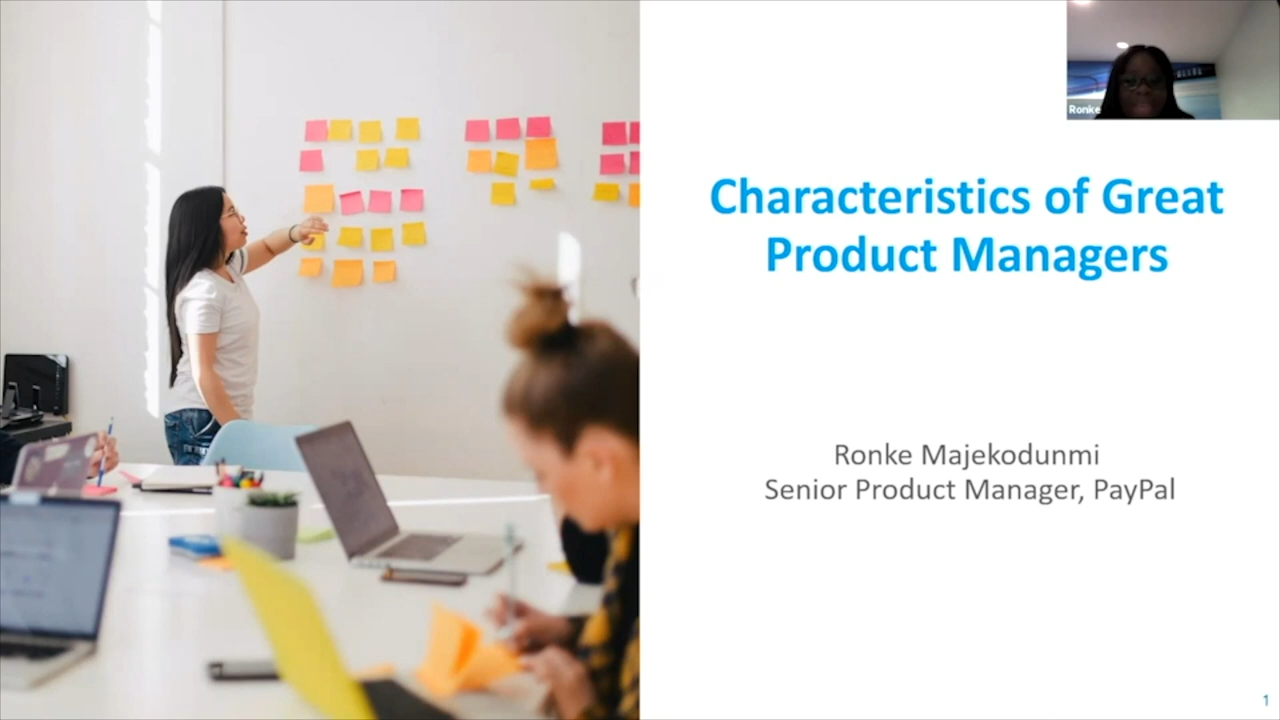 Ronke
Characteristics of Great
Product Managers
Ronke Majekodunmi
Senior Product Manager, PayPal
1